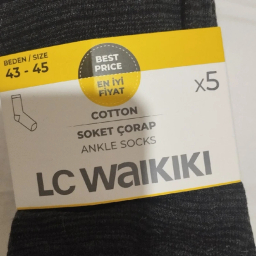 BEDEN / SIZE
43 - 45
BEST
PRICE
EN İYİ
FİYAT
x5
COTTON
SOKET ÇORAP
ANKLE SOCKS
LC WAIKIKI